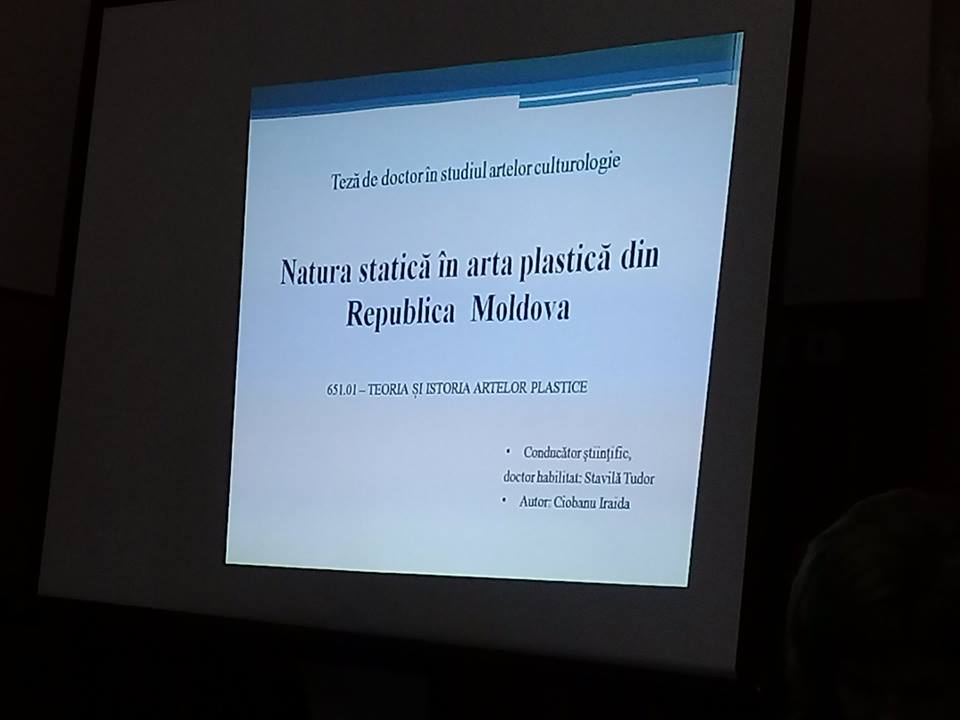 Teză de doctor în studiul artelor culturologie
Natura statică în arta plastică din
Republica Moldova
651.01 – TEORIA ȘI ISTORIA ARTELOR PLASTICE
• Conducător ştiinţific,
doctor habilitat: Stavilă Tudor
• Autor: Ciobanu Iraida